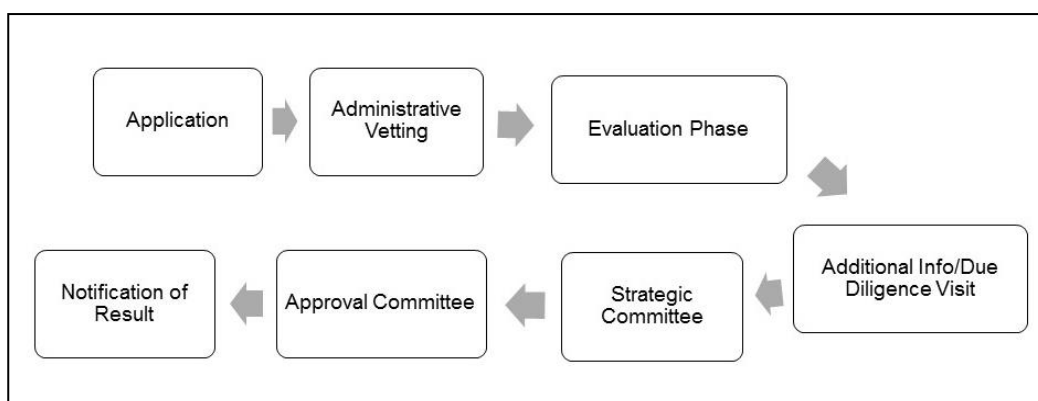 Application
Administrative
Vetting
Evaluation Phase
Additional Info/Due
Diligence Visit
Strategic
Committee
Approval Committee
Notification of
Result